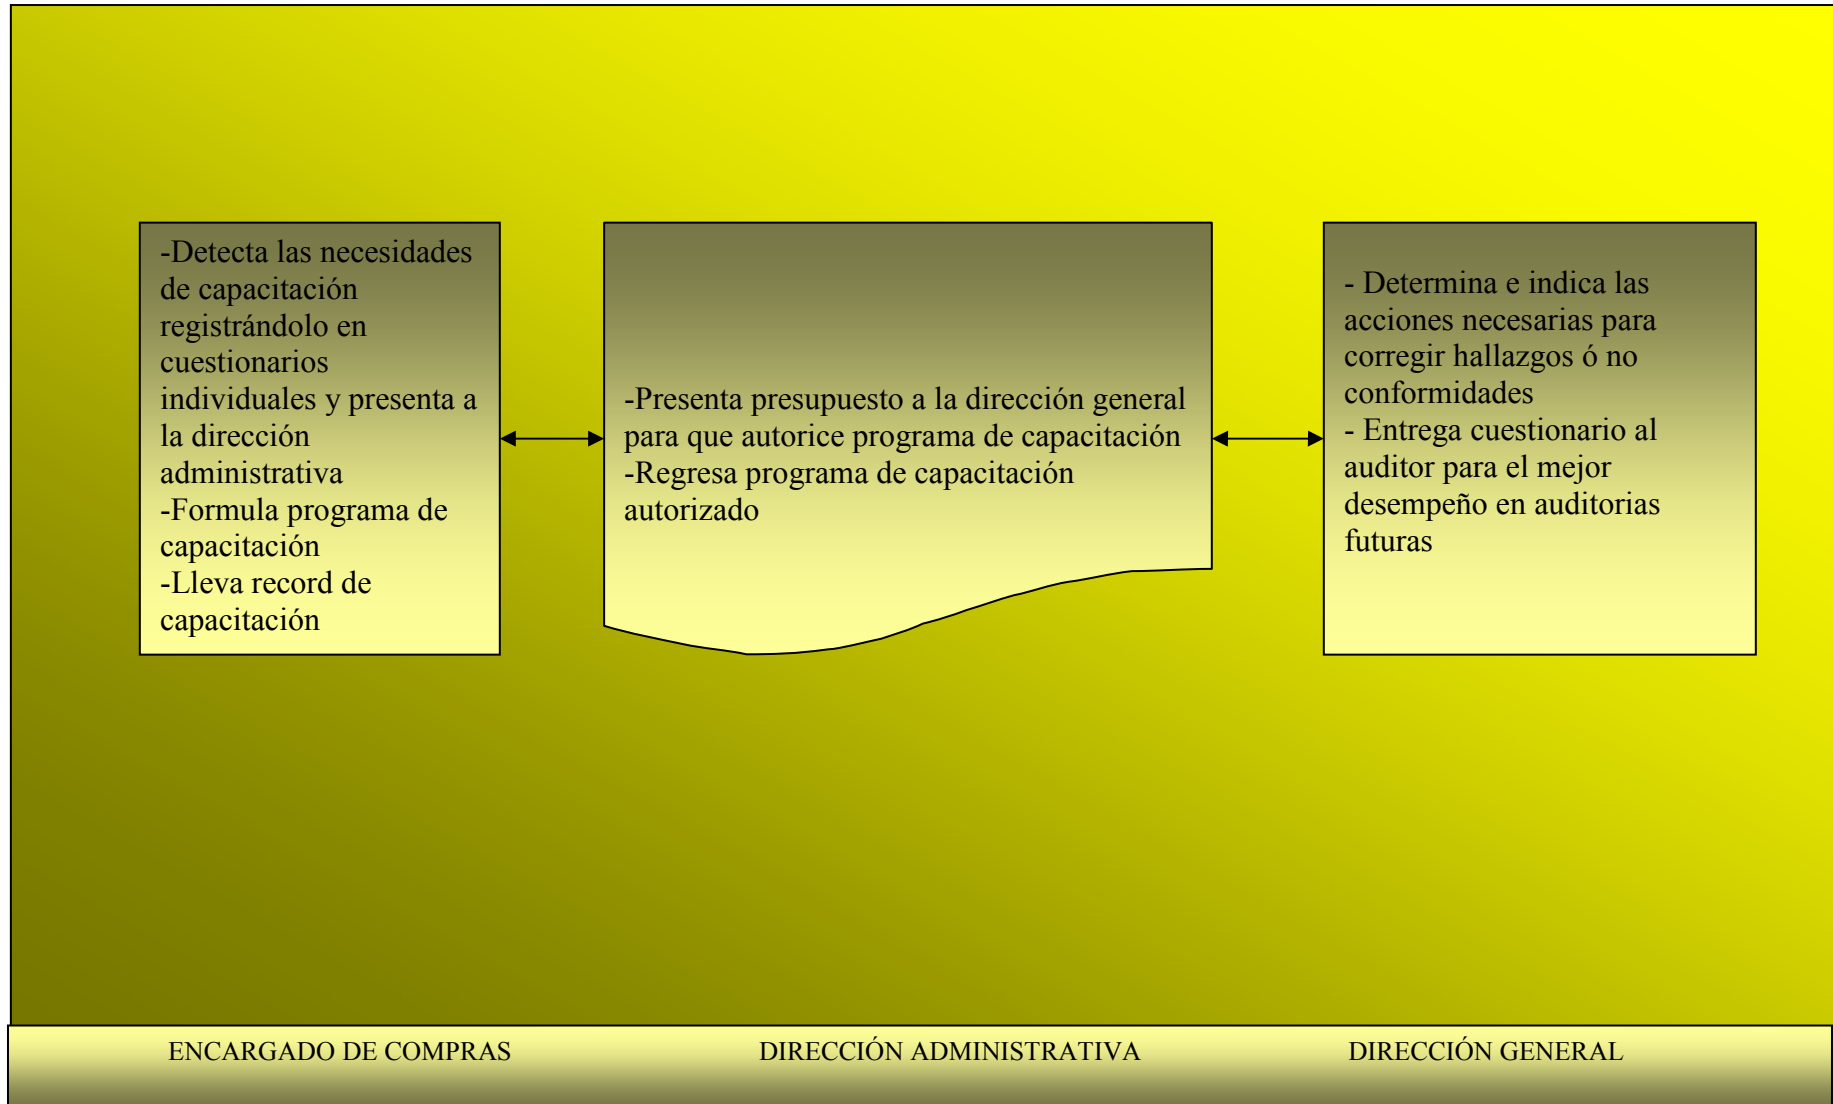 -Detecta las necesidades
de capacitación
registrándolo en
cuestionarios
individuales y presenta a
la dirección
administrativa
-Formula programa de
capacitación
-Lleva record de
capacitación
-Presenta presupuesto a la dirección general
para que autorice programa de capacitación
-Regresa programa de capacitación
autorizado
- Determina e indica las
acciones necesarias para
corregir hallazgos ó no
conformidades
- Entrega cuestionario al
auditor para el mejor
desempeño en auditorias
futuras
ENCARGADO DE COMPRAS
DIRECCIÓN ADMINISTRATIVA
DIRECCIÓN GENERAL